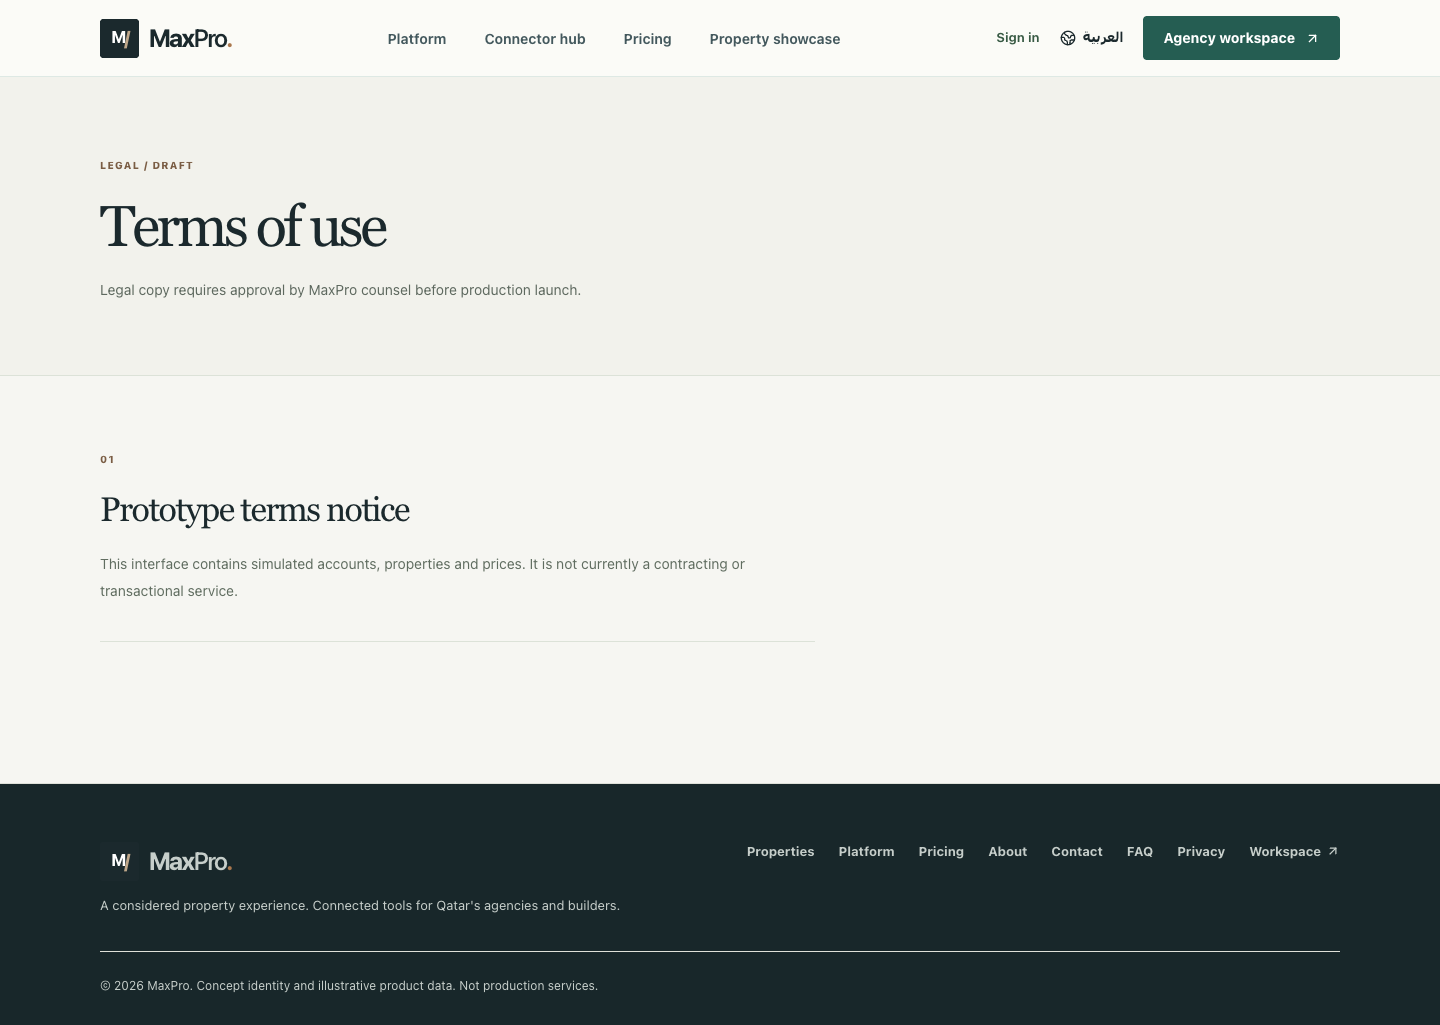 M/ MaxPro.
Platform
Connector hub
Pricing
Property showcase
Sign in
العربية
Agency workspace
LEGAL / DRAFT
Terms of use
Legal copy requires approval by MaxPro counsel before production launch.
01
Prototype terms notice
This interface contains simulated accounts, properties and prices. It is not currently a contracting or
transactional service.
M/ MaxPro.
Properties
Platform
Pricing
About
Contact
FAQ
Privacy
Workspace
A considered property experience. Connected tools for Qatar's agencies and builders.
© 2026 MaxPro. Concept identity and illustrative product data. Not production services.